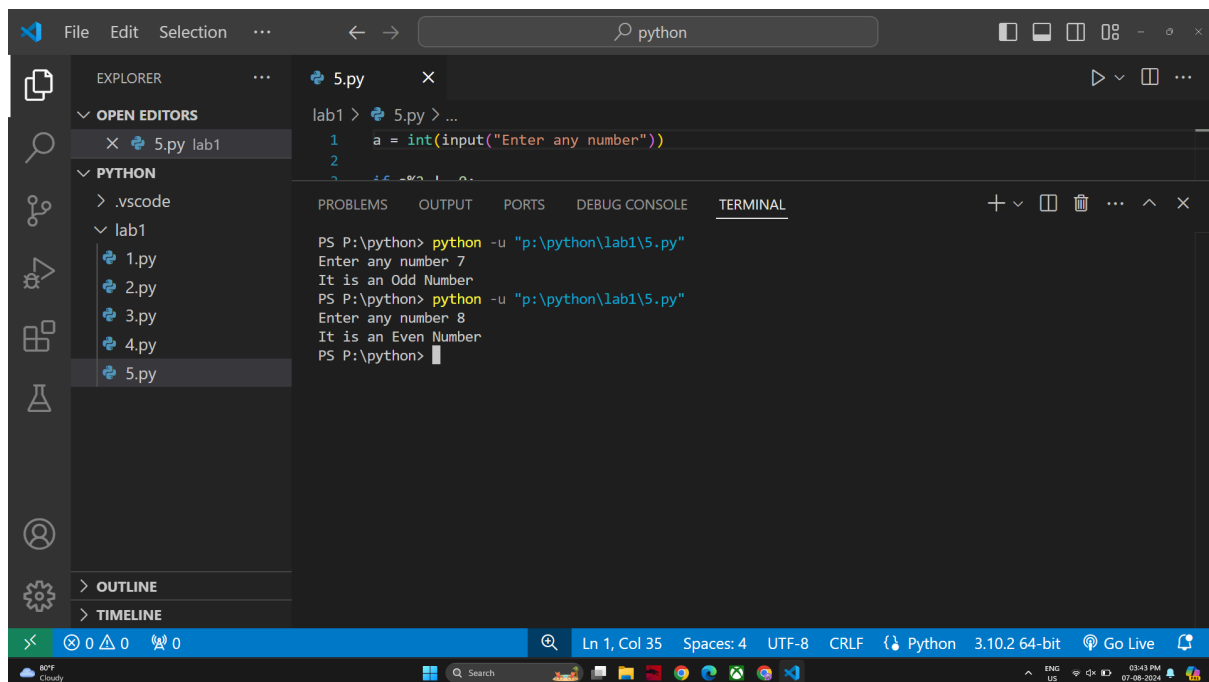 File Edit Selection ···
python
EXPLORER ···
5.py
OPEN EDITORS
5.py lab1
lab1 > 5.py > ...
1 a = int(input("Enter any number"))
2
PYTHON
.vscode
lab1
1.py
2.py
3.py
4.py
5.py
PROBLEMS OUTPUT PORTS DEBUG CONSOLE TERMINAL
PS P:\python> python -u "p:\python\lab1\5.py"
Enter any number 7
It is an Odd Number
PS P:\python> python -u "p:\python\lab1\5.py"
Enter any number 8
It is an Even Number
PS P:\python>
OUTLINE
TIMELINE
0 0 0 Ln 1, Col 35 Spaces: 4 UTF-8 CRLF Python 3.10.2 64-bit Go Live
80°F
Cloudy
Search
ENG
US
03:43 PM
07-08-2024